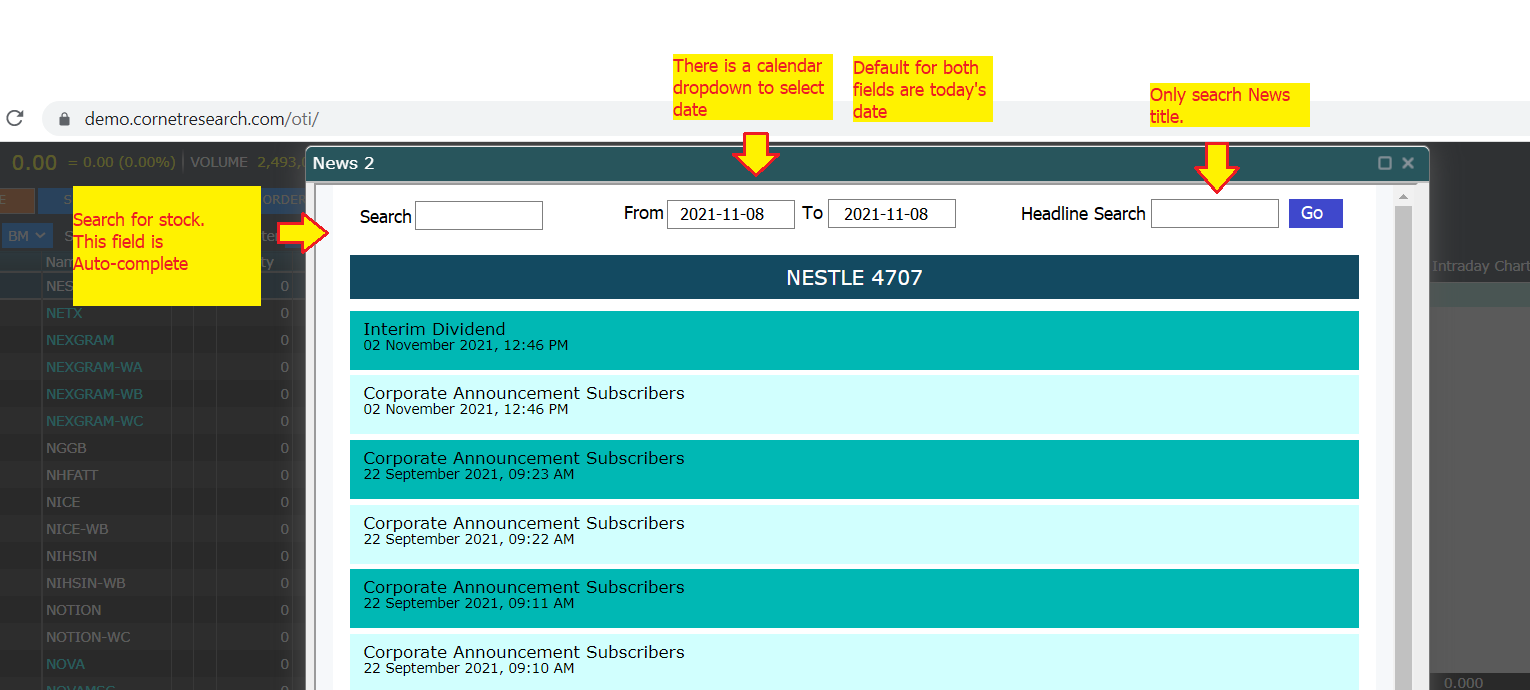 There is a calendar
dropdown to select
date
Default for both
fields are today's
date
Only seacrh News
title.
demo.cornetresearch.com/oti/
0.00 = 0.00 (0.00%) VOLUME 2,493,
News 2
Search for stock.
This field is
Auto-complete
ORDER
BM
Search
From 2021-11-08 To 2021-11-08
Headline Search
Go
NESTLE 4707
Interim Dividend
02 November 2021, 12:46 PM
Corporate Announcement Subscribers
02 November 2021, 12:46 PM
Corporate Announcement Subscribers
22 September 2021, 09:23 AM
Corporate Announcement Subscribers
22 September 2021, 09:22 AM
Corporate Announcement Subscribers
22 September 2021, 09:11 AM
Corporate Announcement Subscribers
22 September 2021, 09:10 AM
NES 0
NETX 0
NEXGRAM 0
NEXGRAM-WA 0
NEXGRAM-WB 0
NEXGRAM-WC 0
NGGB 0
NHFATT 0
NICE 0
NICE-WB 0
NIHSIN 0
NIHSIN-WB 0
NOTION 0
NOTION-WC 0
NOVA 0
Intraday Chart
0.000